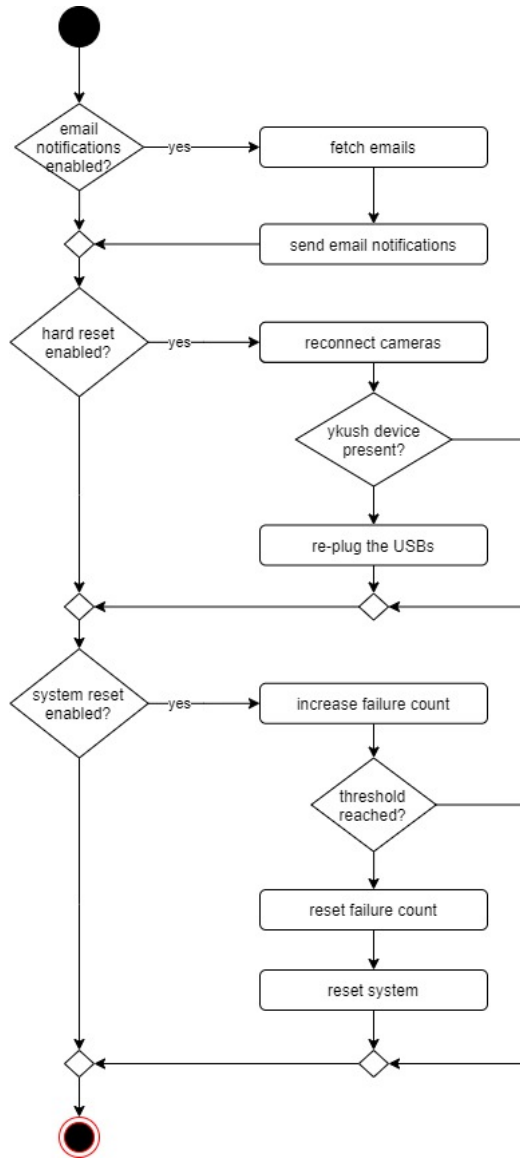 email
notifications
enabled?
yes
fetch emails
send email notifications
hard reset
enabled?
yes
reconnect cameras
ykush device
present?
re-plug the USBs
system reset
enabled?
yes
increase failure count
threshold
reached?
reset failure count
reset system